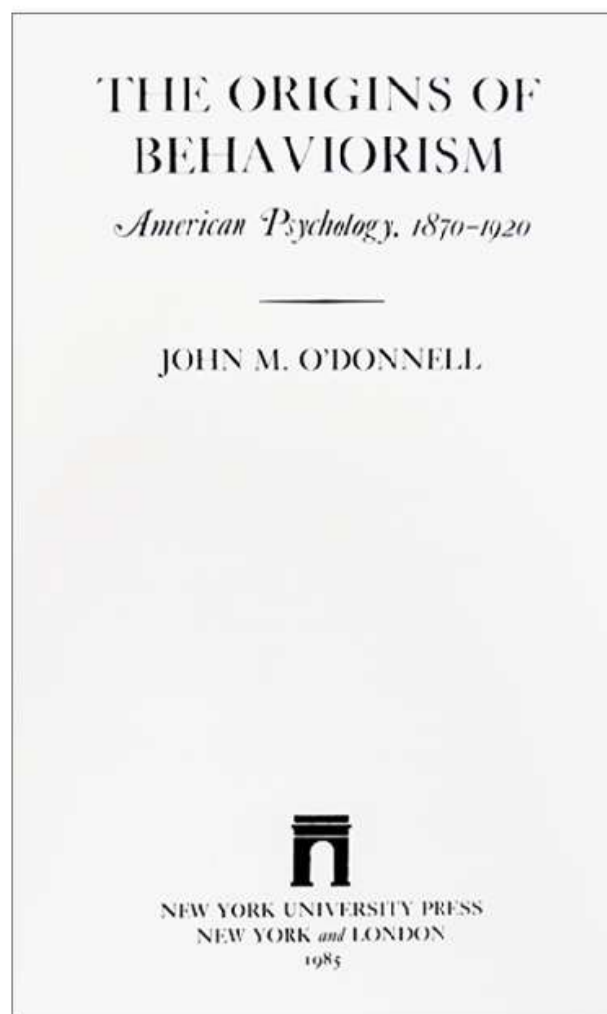 THE ORIGINS OF
BEHAVIORISM
American Psychology, 1870–1920
JOHN M. O'DONNELL
NEW YORK UNIVERSITY PRESS
NEW YORK and LONDON
1985